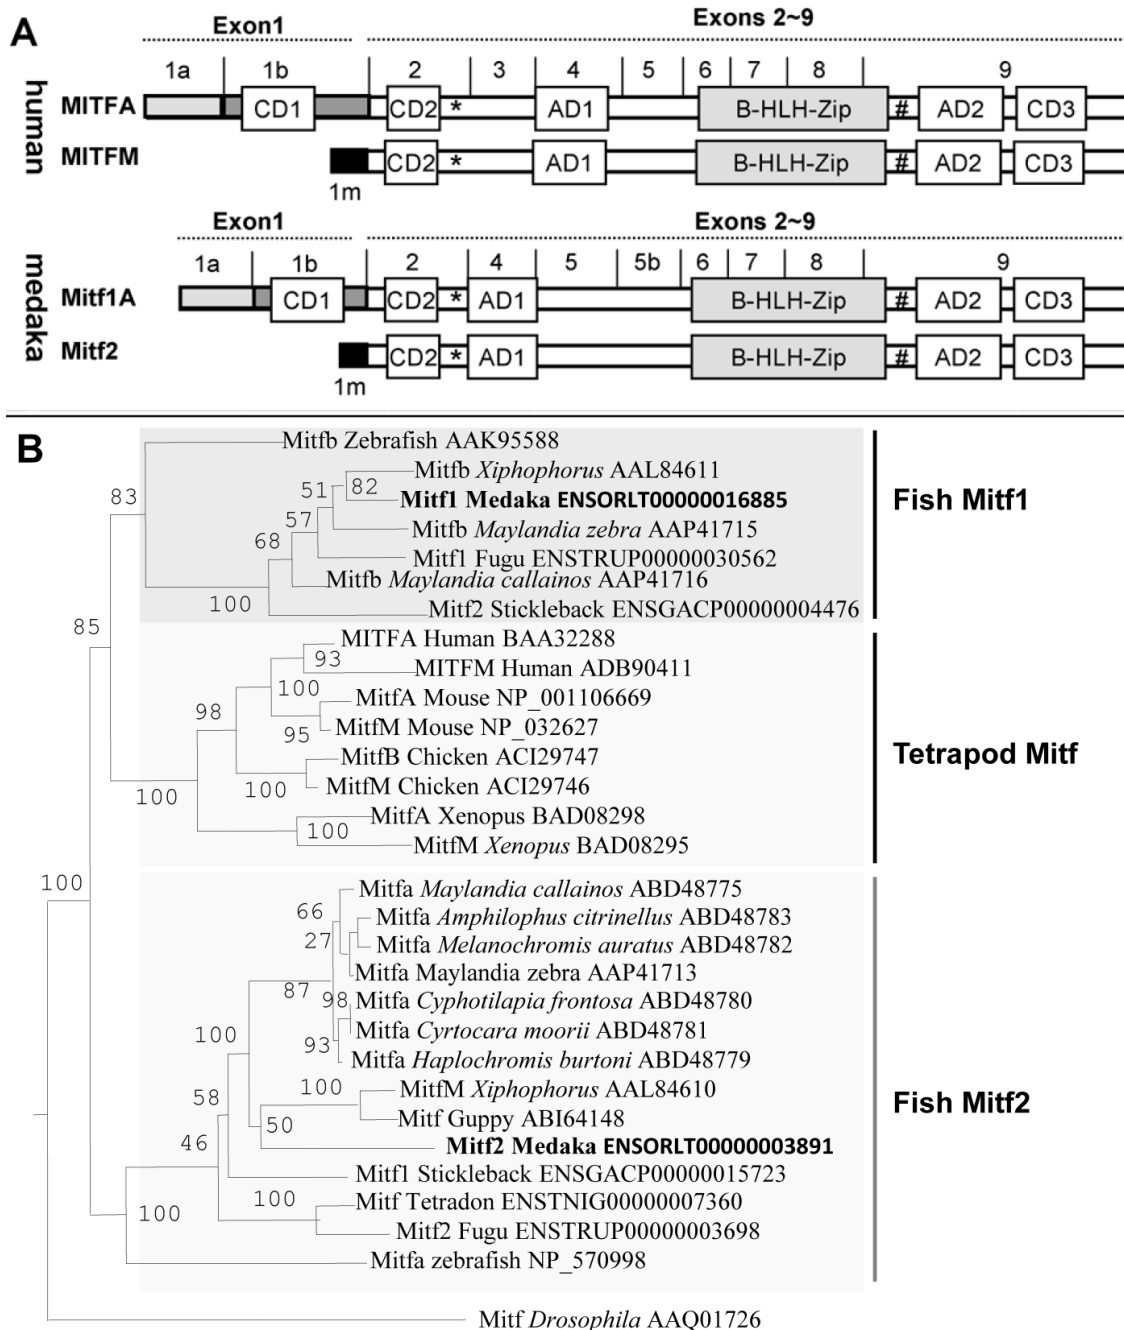 A
Exon1 Exons 2~9
1a 1b 2 3 4 5 6 7 8 9
human
MITFA CD1 CD2 * AD1 B-HLH-Zip # AD2 CD3
MITFM CD2 * AD1 B-HLH-Zip # AD2 CD3
1m
Exon1 Exons 2~9
1a 1b 2 4 5 5b 6 7 8 9
medaka
Mitf1A CD1 CD2 * AD1 B-HLH-Zip # AD2 CD3
Mitf2 CD2 * AD1 B-HLH-Zip # AD2 CD3
1m
B
Mitfb Zebrafish AAK95588
Mitfb Xiphophorus AAL84611
83 51 82 Mitf1 Medaka ENSORLT00000016885 Fish Mitf1
57 Mitfb Maylandia zebra AAP41715
68 Mitf1 Fugu ENSTRUP00000030562
Mitfb Maylandia callainos AAP41716
100 Mitf2 Stickleback ENSGACP00000004476
85 MITFA Human BAA32288
93 MITFM Human ADB90411
100 MitfA Mouse NP_001106669
98 95 MitfM Mouse NP_032627
MitfB Chicken ACI29747 Tetrapod Mitf
100 100 MitfM Chicken ACI29746
MitfA Xenopus BAD08298
100 MitfM Xenopus BAD08295
100 Mitfa Maylandia callainos ABD48775
66 Mitfa Amphilophus citrinellus ABD48783
27 Mitfa Melanochromis auratus ABD48782
Mitfa Maylandia zebra AAP41713
87 98 Mitfa Cyphotilapia frontosa ABD48780
100 Mitfa Cyrtocara moorii ABD48781
93 Mitfa Haplochromis burtoni ABD48779
58 100 MitfM Xiphophorus AAL84610 Fish Mitf2
50 Mitf Guppy ABI64148
46 Mitf2 Medaka ENSORLT00000003891
Mitf1 Stickleback ENSGACP00000015723
100 Mitf Tetradon ENSTNIG00000007360
100 Mitf2 Fugu ENSTRUP00000003698
Mitfa zebrafish NP_570998
Mitf Drosophila AAQ01726